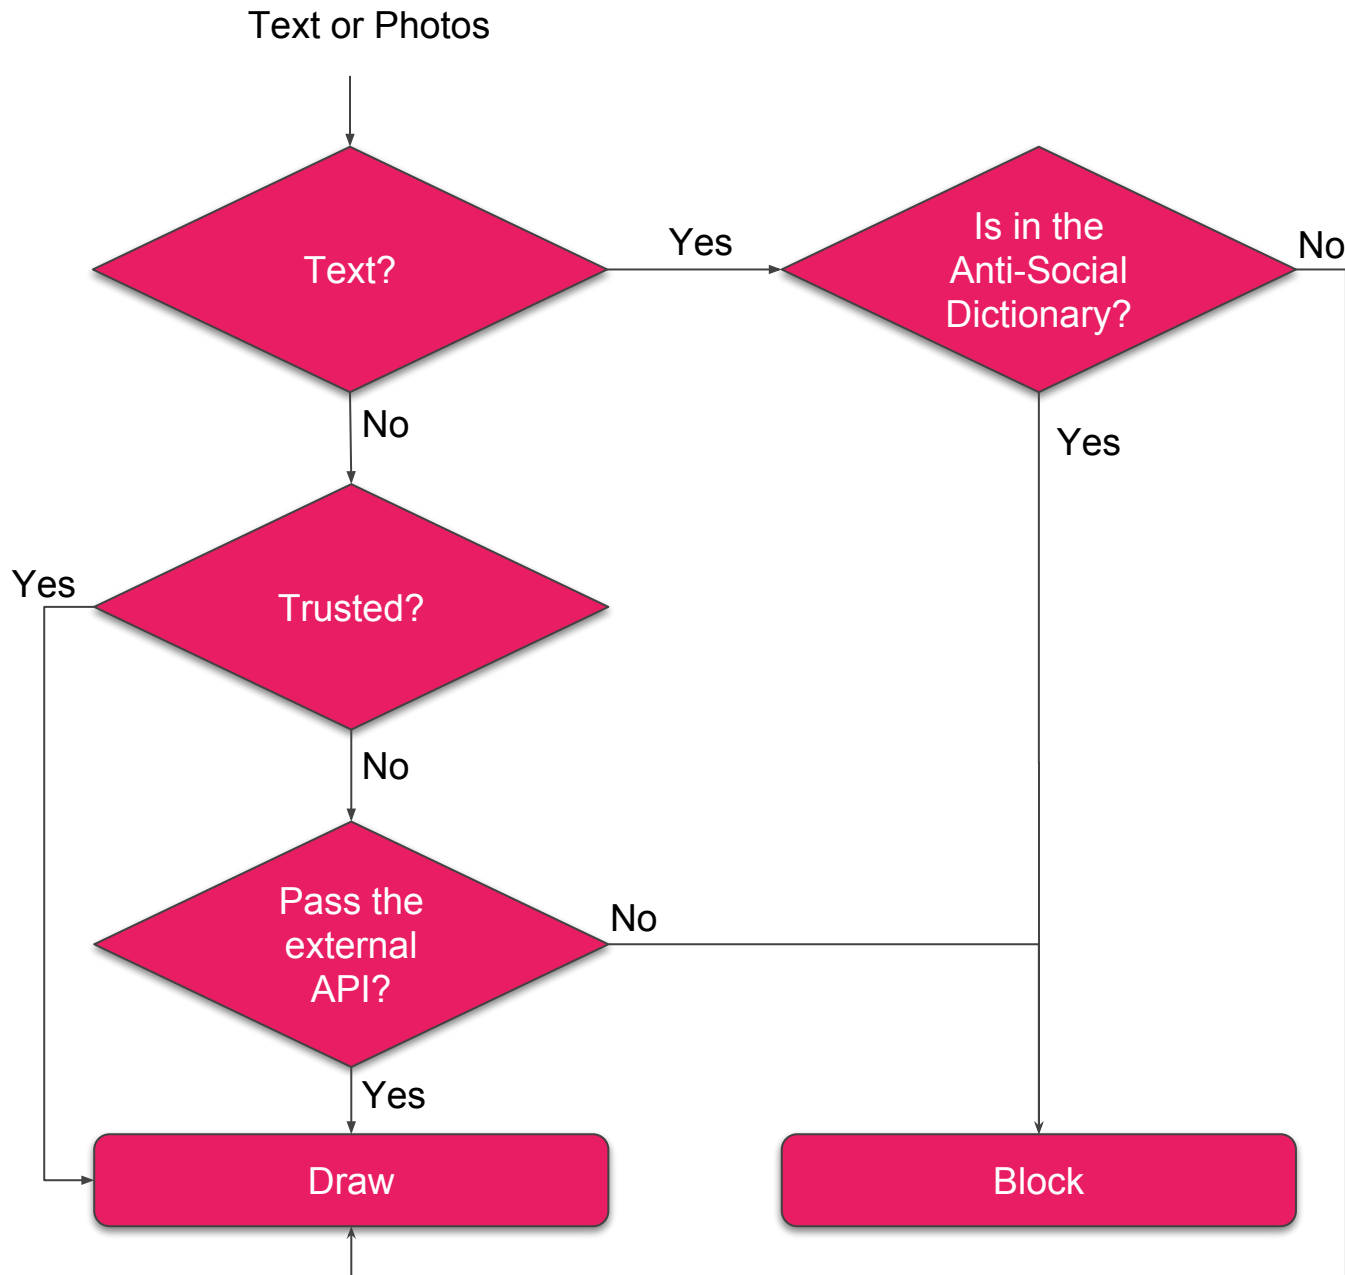 Text or Photos
Text?
Yes
Is in the
Anti-Social
Dictionary?
No
No
Yes
Yes
Trusted?
No
Pass the
external
API?
No
Yes
Draw
Block